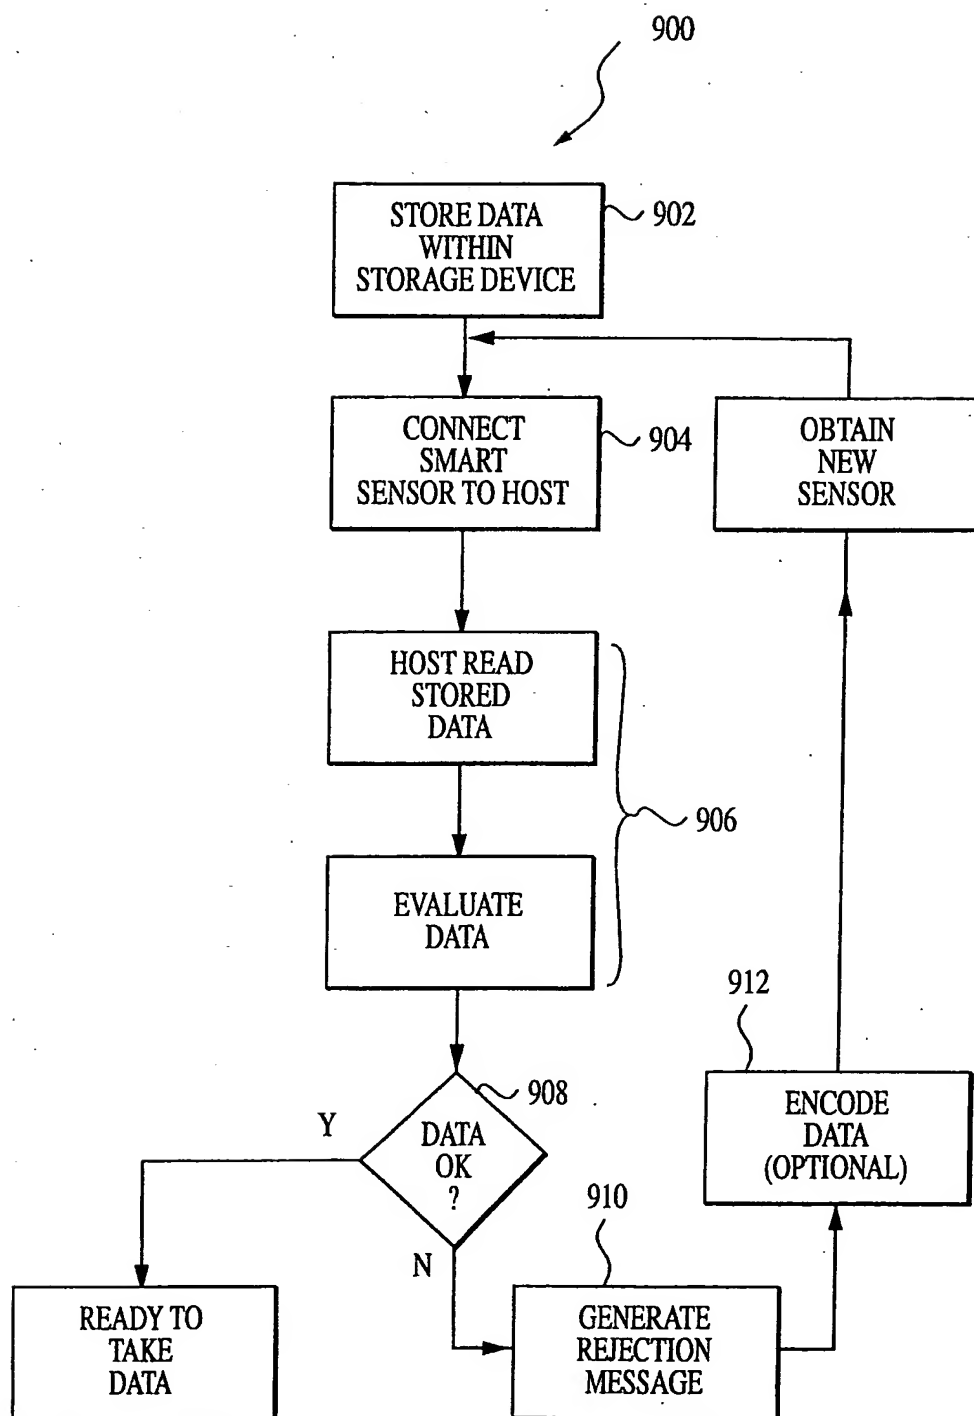 900
STORE DATA
WITHIN
STORAGE DEVICE
902
CONNECT
SMART
SENSOR TO HOST
904
OBTAIN
NEW
SENSOR
HOST READ
STORED
DATA
906
EVALUATE
DATA
912
ENCODE
DATA
(OPTIONAL)
908
Y
DATA
OK
?
N
910
READY TO
TAKE
DATA
GENERATE
REJECTION
MESSAGE